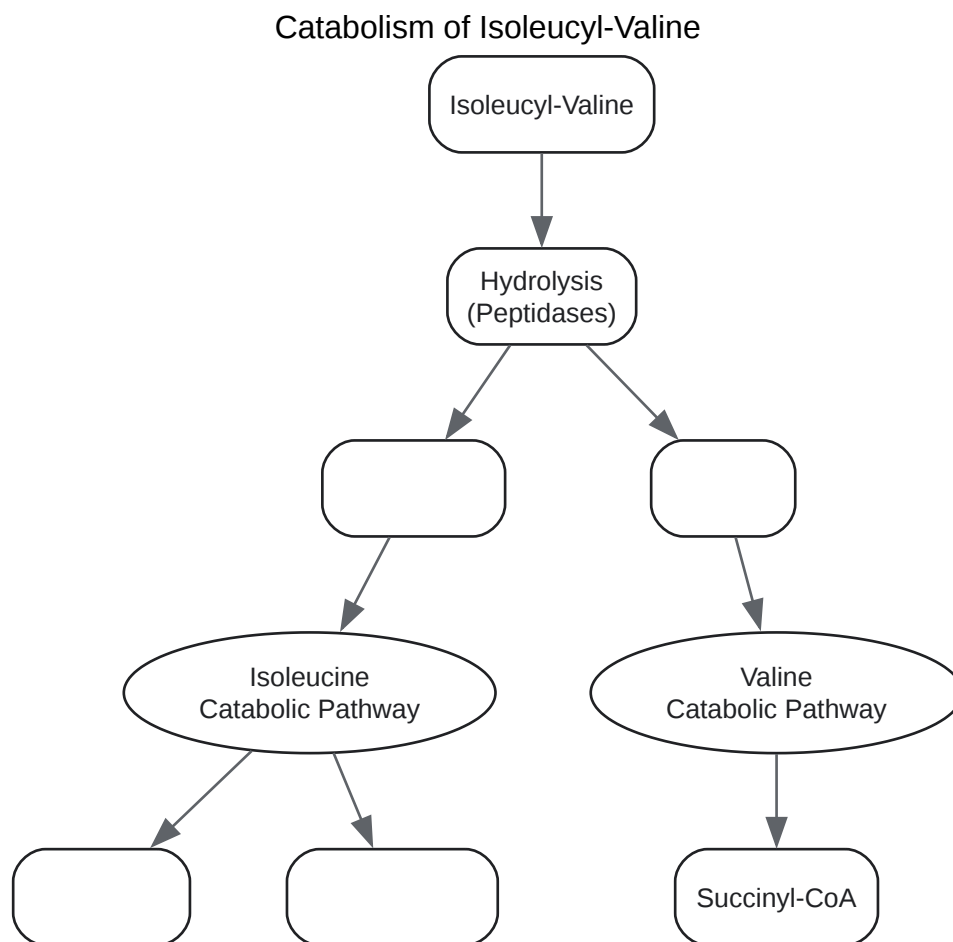 Catabolism of Isoleucyl-Valine
Isoleucyl-Valine
Hydrolysis
(Peptidases)
Isoleucine
Catabolic Pathway
Valine
Catabolic Pathway
Succinyl-CoA